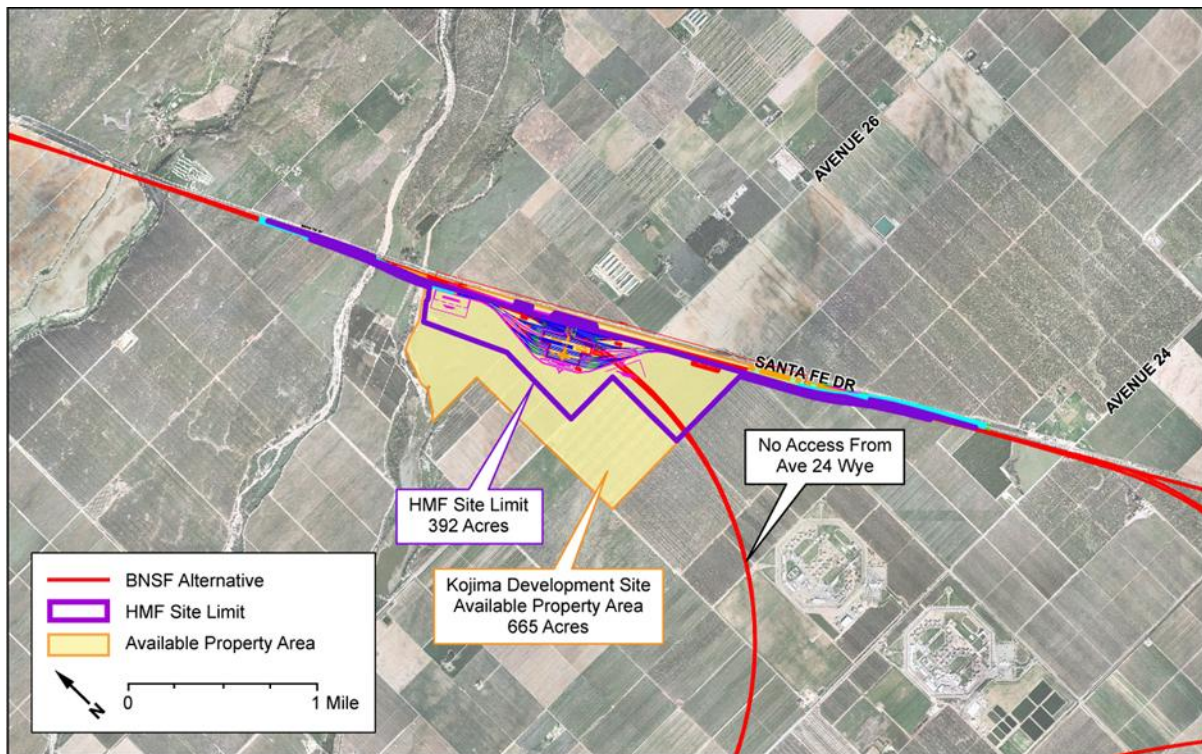 AVENUE 26
SANTA FE DR
AVENUE 24
No Access From
Ave 24 Wye
HMF Site Limit
392 Acres
Kojima Development Site
Available Property Area
665 Acres
BNSF Alternative
HMF Site Limit
Available Property Area
N
0
1 Mile